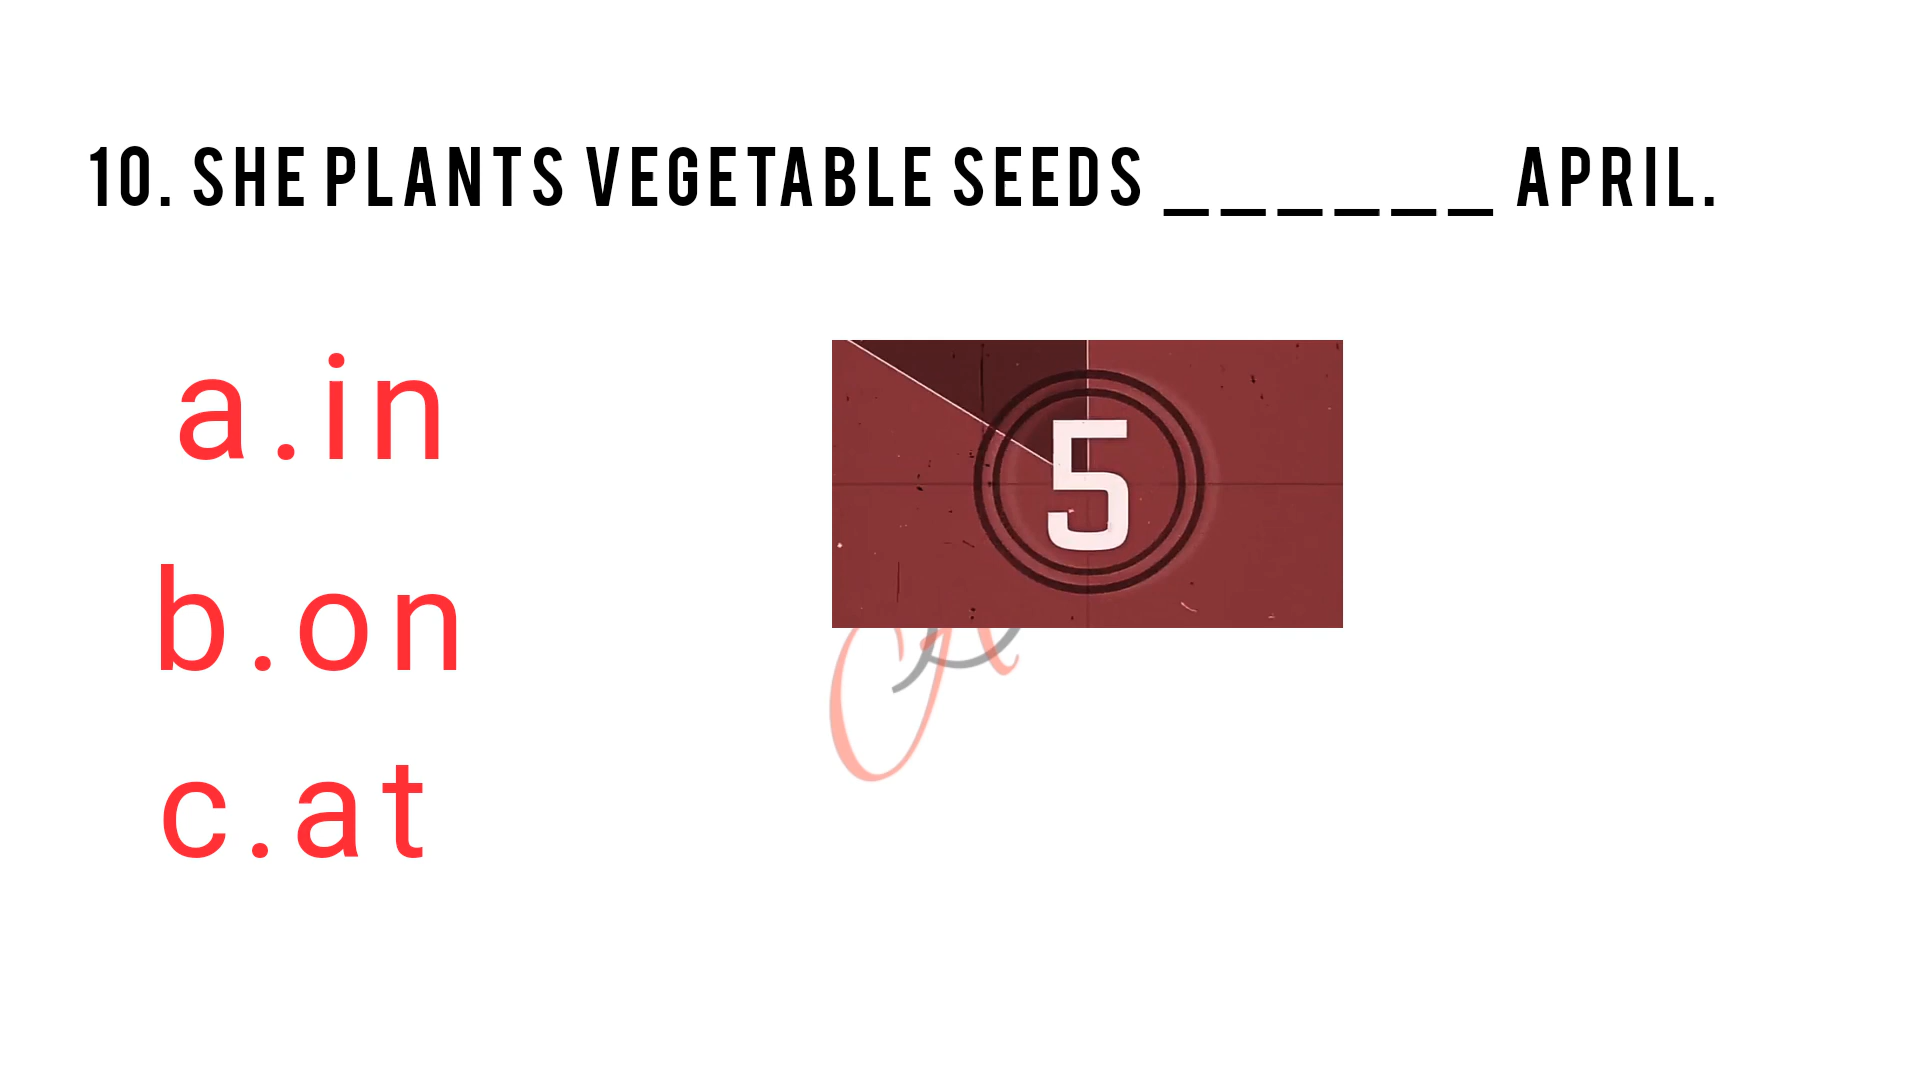 10. SHE PLANTS VEGETABLE SEEDS ______ APRIL.
a.in
5
b.on
c.at